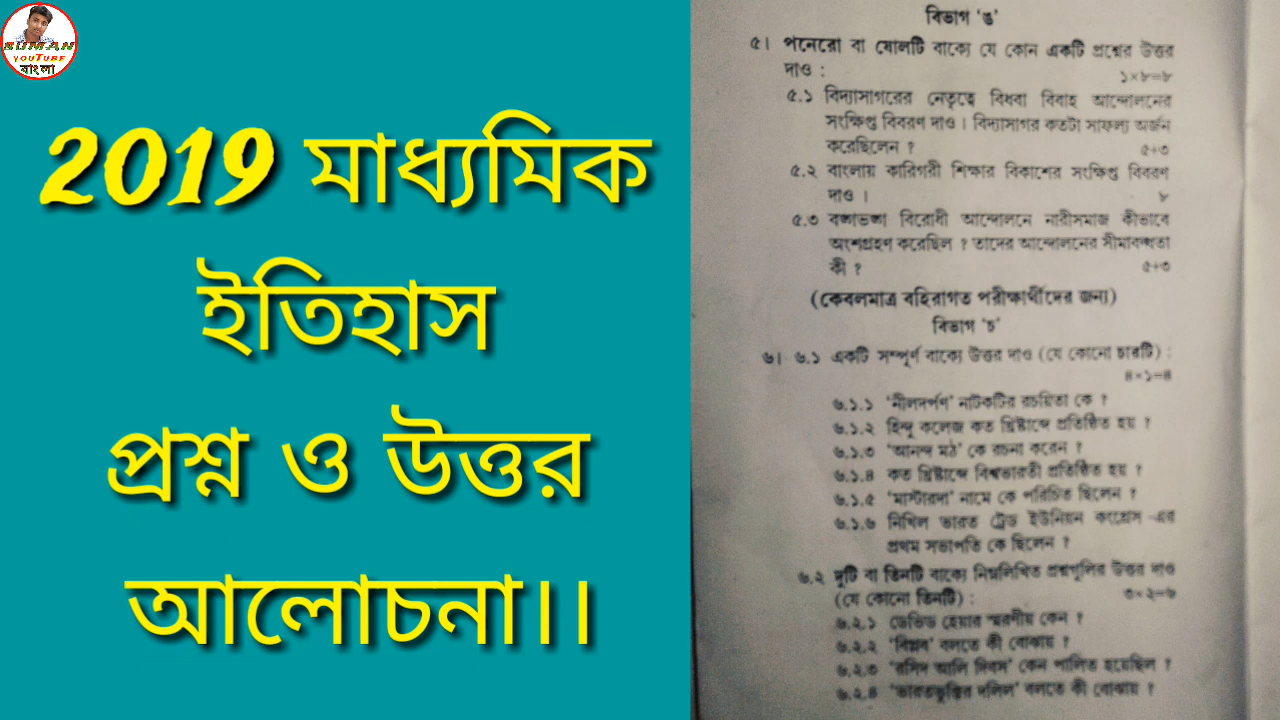 SUMAN
YOUTUBE
বাংলা
2019 মাধ্যমিক
ইতিহাস
প্রশ্ন ও উত্তর
আলোচনা।।
বিভাগ ‘ঙ’
৫। পনেরো বা ষোলটি বাক্যে যে কোন একটি প্রশ্নের উত্তর
দাও : ১×৮=৮
৫.১ বিদ্যাসাগরের নেতৃত্বে বিধবা বিবাহ আন্দোলনের
সংক্ষিপ্ত বিবরণ দাও। বিদ্যাসাগর কতটা সাফল্য অর্জন
করেছিলেন ? ৫+৩
৫.২ বাংলায় কারিগরী শিক্ষার বিকাশের সংক্ষিপ্ত বিবরণ
দাও। ৮
৫.৩ বঙ্গভঙ্গ বিরোধী আন্দোলনে নারীসমাজ কীভাবে
অংশগ্রহণ করেছিল ? তাদের আন্দোলনের সীমাবদ্ধতা
কী ? ৫+৩
(কেবলমাত্র বহিরাগত পরীক্ষার্থীদের জন্য)
বিভাগ ‘চ’
৬। ৬.১ একটি সম্পূর্ণ বাক্যে উত্তর দাও (যে কোনো চারটি) :
৪×১=৪
৬.১.১ ‘নীলদর্পণ’ নাটকটির রচয়িতা কে ?
৬.১.২ হিন্দু কলেজ কত খ্রিষ্টাব্দে প্রতিষ্ঠিত হয় ?
৬.১.৩ ‘আনন্দ মঠ’ কে রচনা করেন ?
৬.১.৪ কত খ্রিষ্টাব্দে বিশ্বভারতী প্রতিষ্ঠিত হয় ?
৬.১.৫ ‘মাস্টারদা’ নামে কে পরিচিত ছিলেন ?
৬.১.৬ নিখিল ভারত ট্রেড ইউনিয়ন কংগ্রেস -এর
প্রথম সভাপতি কে ছিলেন ?
৬.২ দুটি বা তিনটি বাক্যে নিম্নলিখিত প্রশ্নগুলির উত্তর দাও
(যে কোনো তিনটি) : ৩×২=৬
৬.২.১ ডেভিড হেয়ার স্মরণীয় কেন ?
৬.২.২ ‘বিপ্লব’ বলতে কী বোঝায় ?
৬.২.৩ ‘রসিদ আলি দিবস’ কেন পালিত হয়েছিল ?
৬.২.৪ ‘ভারতভুক্তির দলিল’ বলতে কী বোঝায় ?